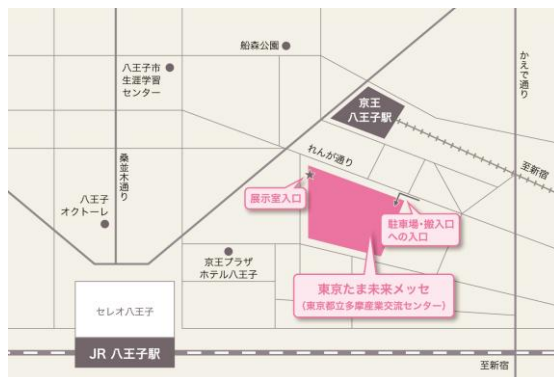 船森公園
八王子市
生涯学習
センター
かえで通り
京王
八王子駅
れんが通り
至新宿
桑並木通り
展示室入口
八王子
オクトーレ
駐車場・搬入口
への入口
京王プラザ
ホテル八王子
東京たま未来メッセ
(東京都立多摩産業交流センター)
セレオ八王子
JR 八王子駅
至新宿